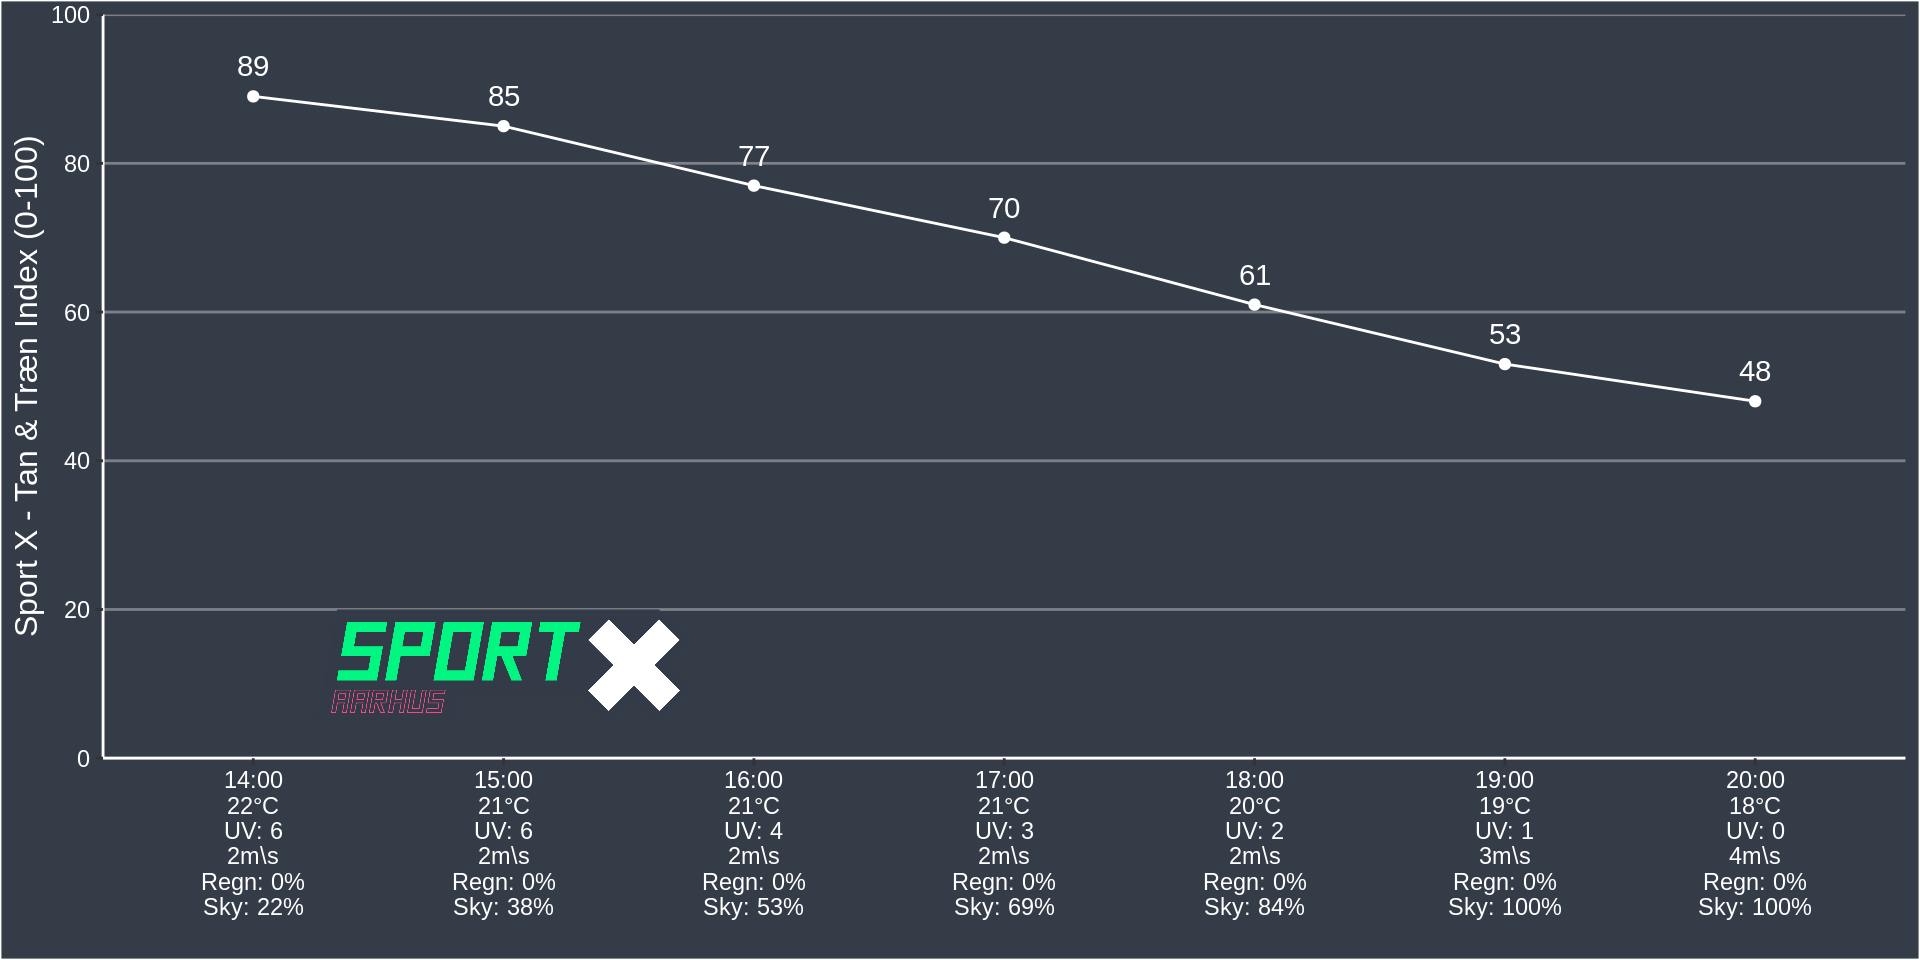 Sport X - Tan & Træn Index (0-100)
100
80
60
40
20
0
89
85
77
70
61
53
48
SPORT X
AARHUS
14:00 15:00 16:00 17:00 18:00 19:00 20:00
22°C 21°C 21°C 21°C 20°C 19°C 18°C
UV: 6 UV: 6 UV: 4 UV: 3 UV: 2 UV: 1 UV: 0
2m\s 2m\s 2m\s 2m\s 2m\s 3m\s 4m\s
Regn: 0% Regn: 0% Regn: 0% Regn: 0% Regn: 0% Regn: 0% Regn: 0%
Sky: 22% Sky: 38% Sky: 53% Sky: 69% Sky: 84% Sky: 100% Sky: 100%